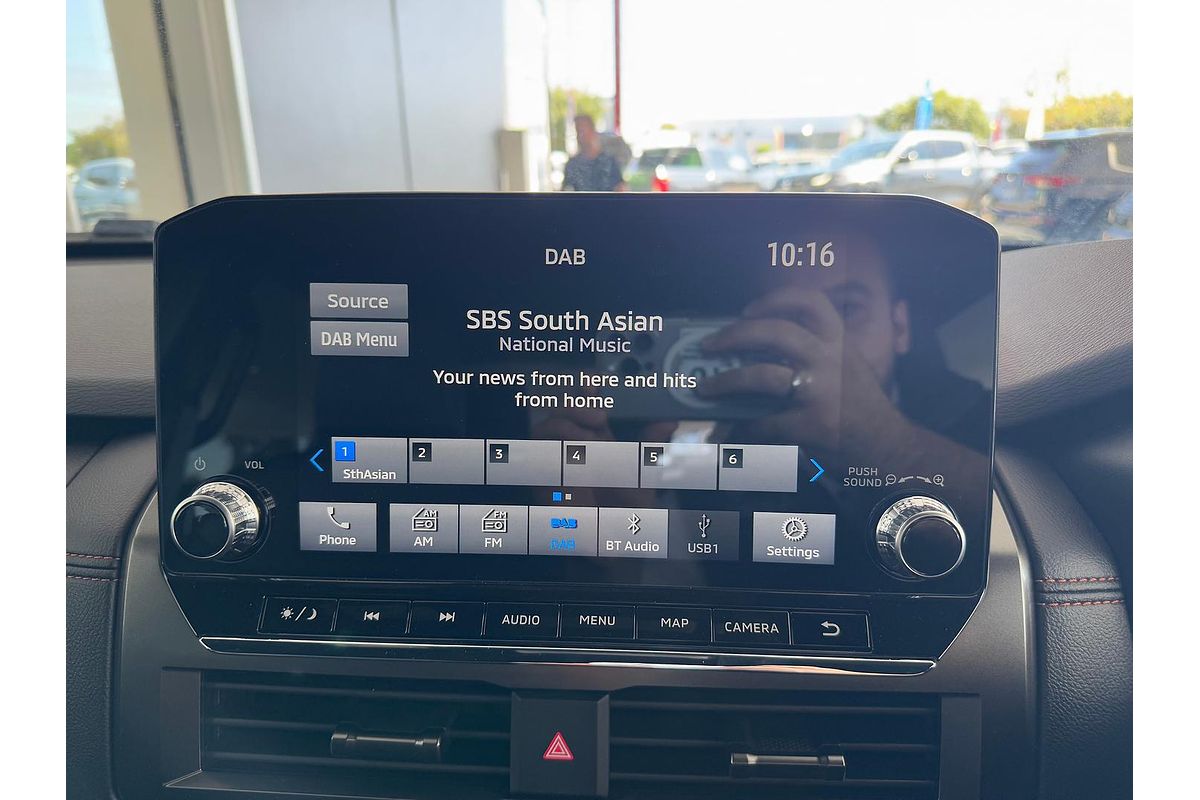 DAB
10:16
Source
SBS South Asian
National Music
DAB Menu
Your news from here and hits
from home
1 2 3 4 5 6
SthAsian
VOL
PUSH
SOUND
AM FM DAB
Phone AM FM DAB BT Audio USB1 Settings
AUDIO MENU MAP CAMERA